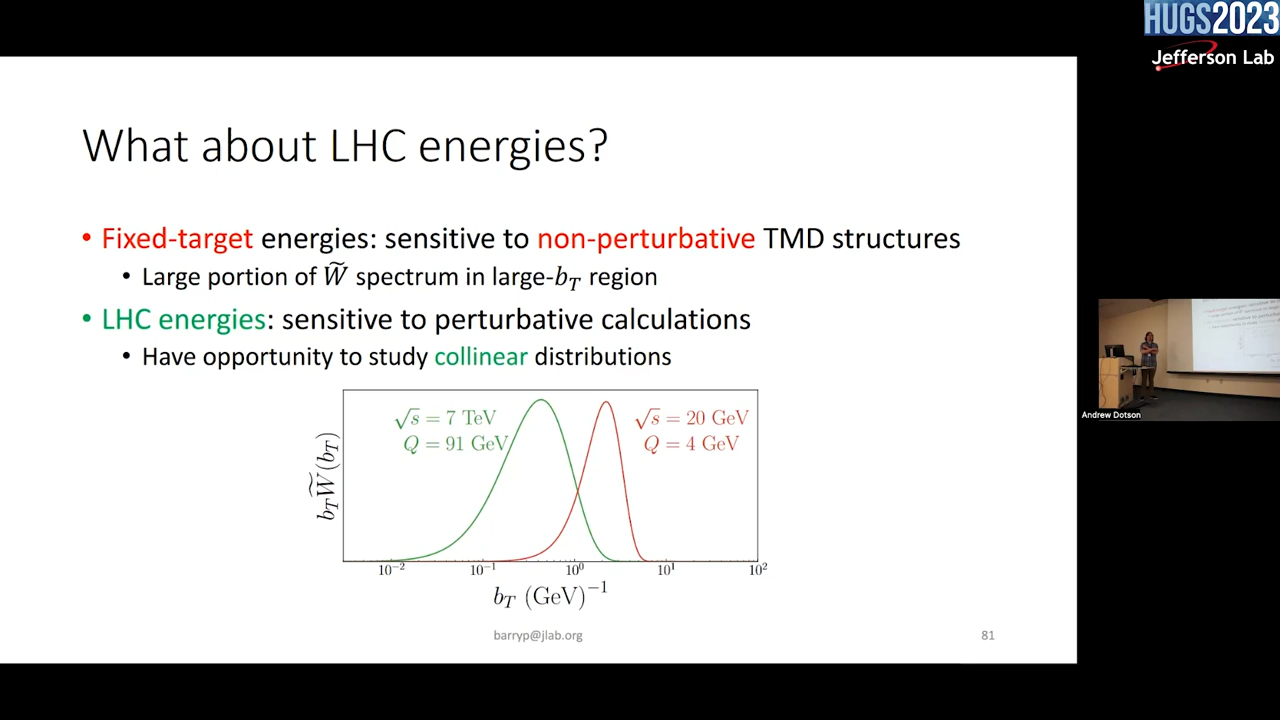 HUGS2023
Jefferson Lab
What about LHC energies?
• Fixed-target energies: sensitive to non-perturbative TMD structures
• Large portion of W̃ spectrum in large-b_T region
• LHC energies: sensitive to perturbative calculations
• Have opportunity to study collinear distributions
√s = 7 TeV
Q = 91 GeV
√s = 20 GeV
Q = 4 GeV
b_T W̃(b_T)
10⁻² 10⁻¹ 10⁰ 10¹ 10²
b_T (GeV)⁻¹
barryp@jlab.org
81
Andrew Dotson